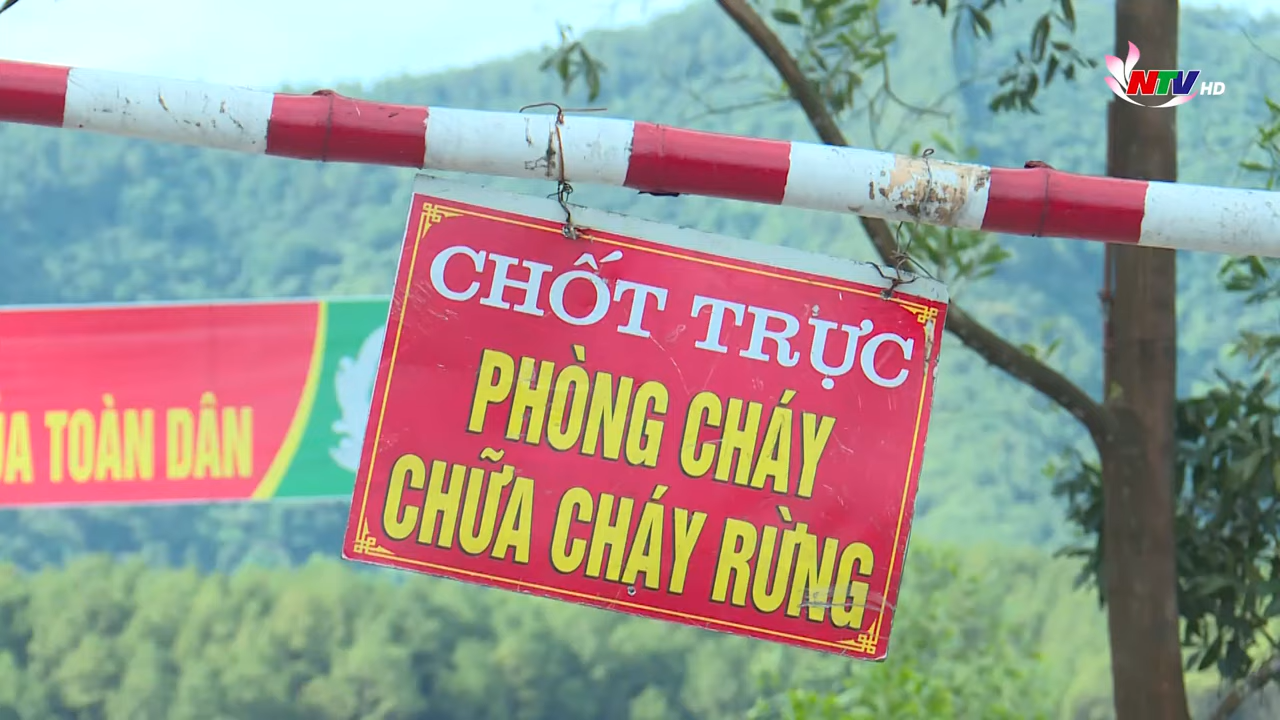 NTV HD
CHỐT TRỰC
PHÒNG CHÁY
CHỮA CHÁY RỪNG
TOÀN DÂN